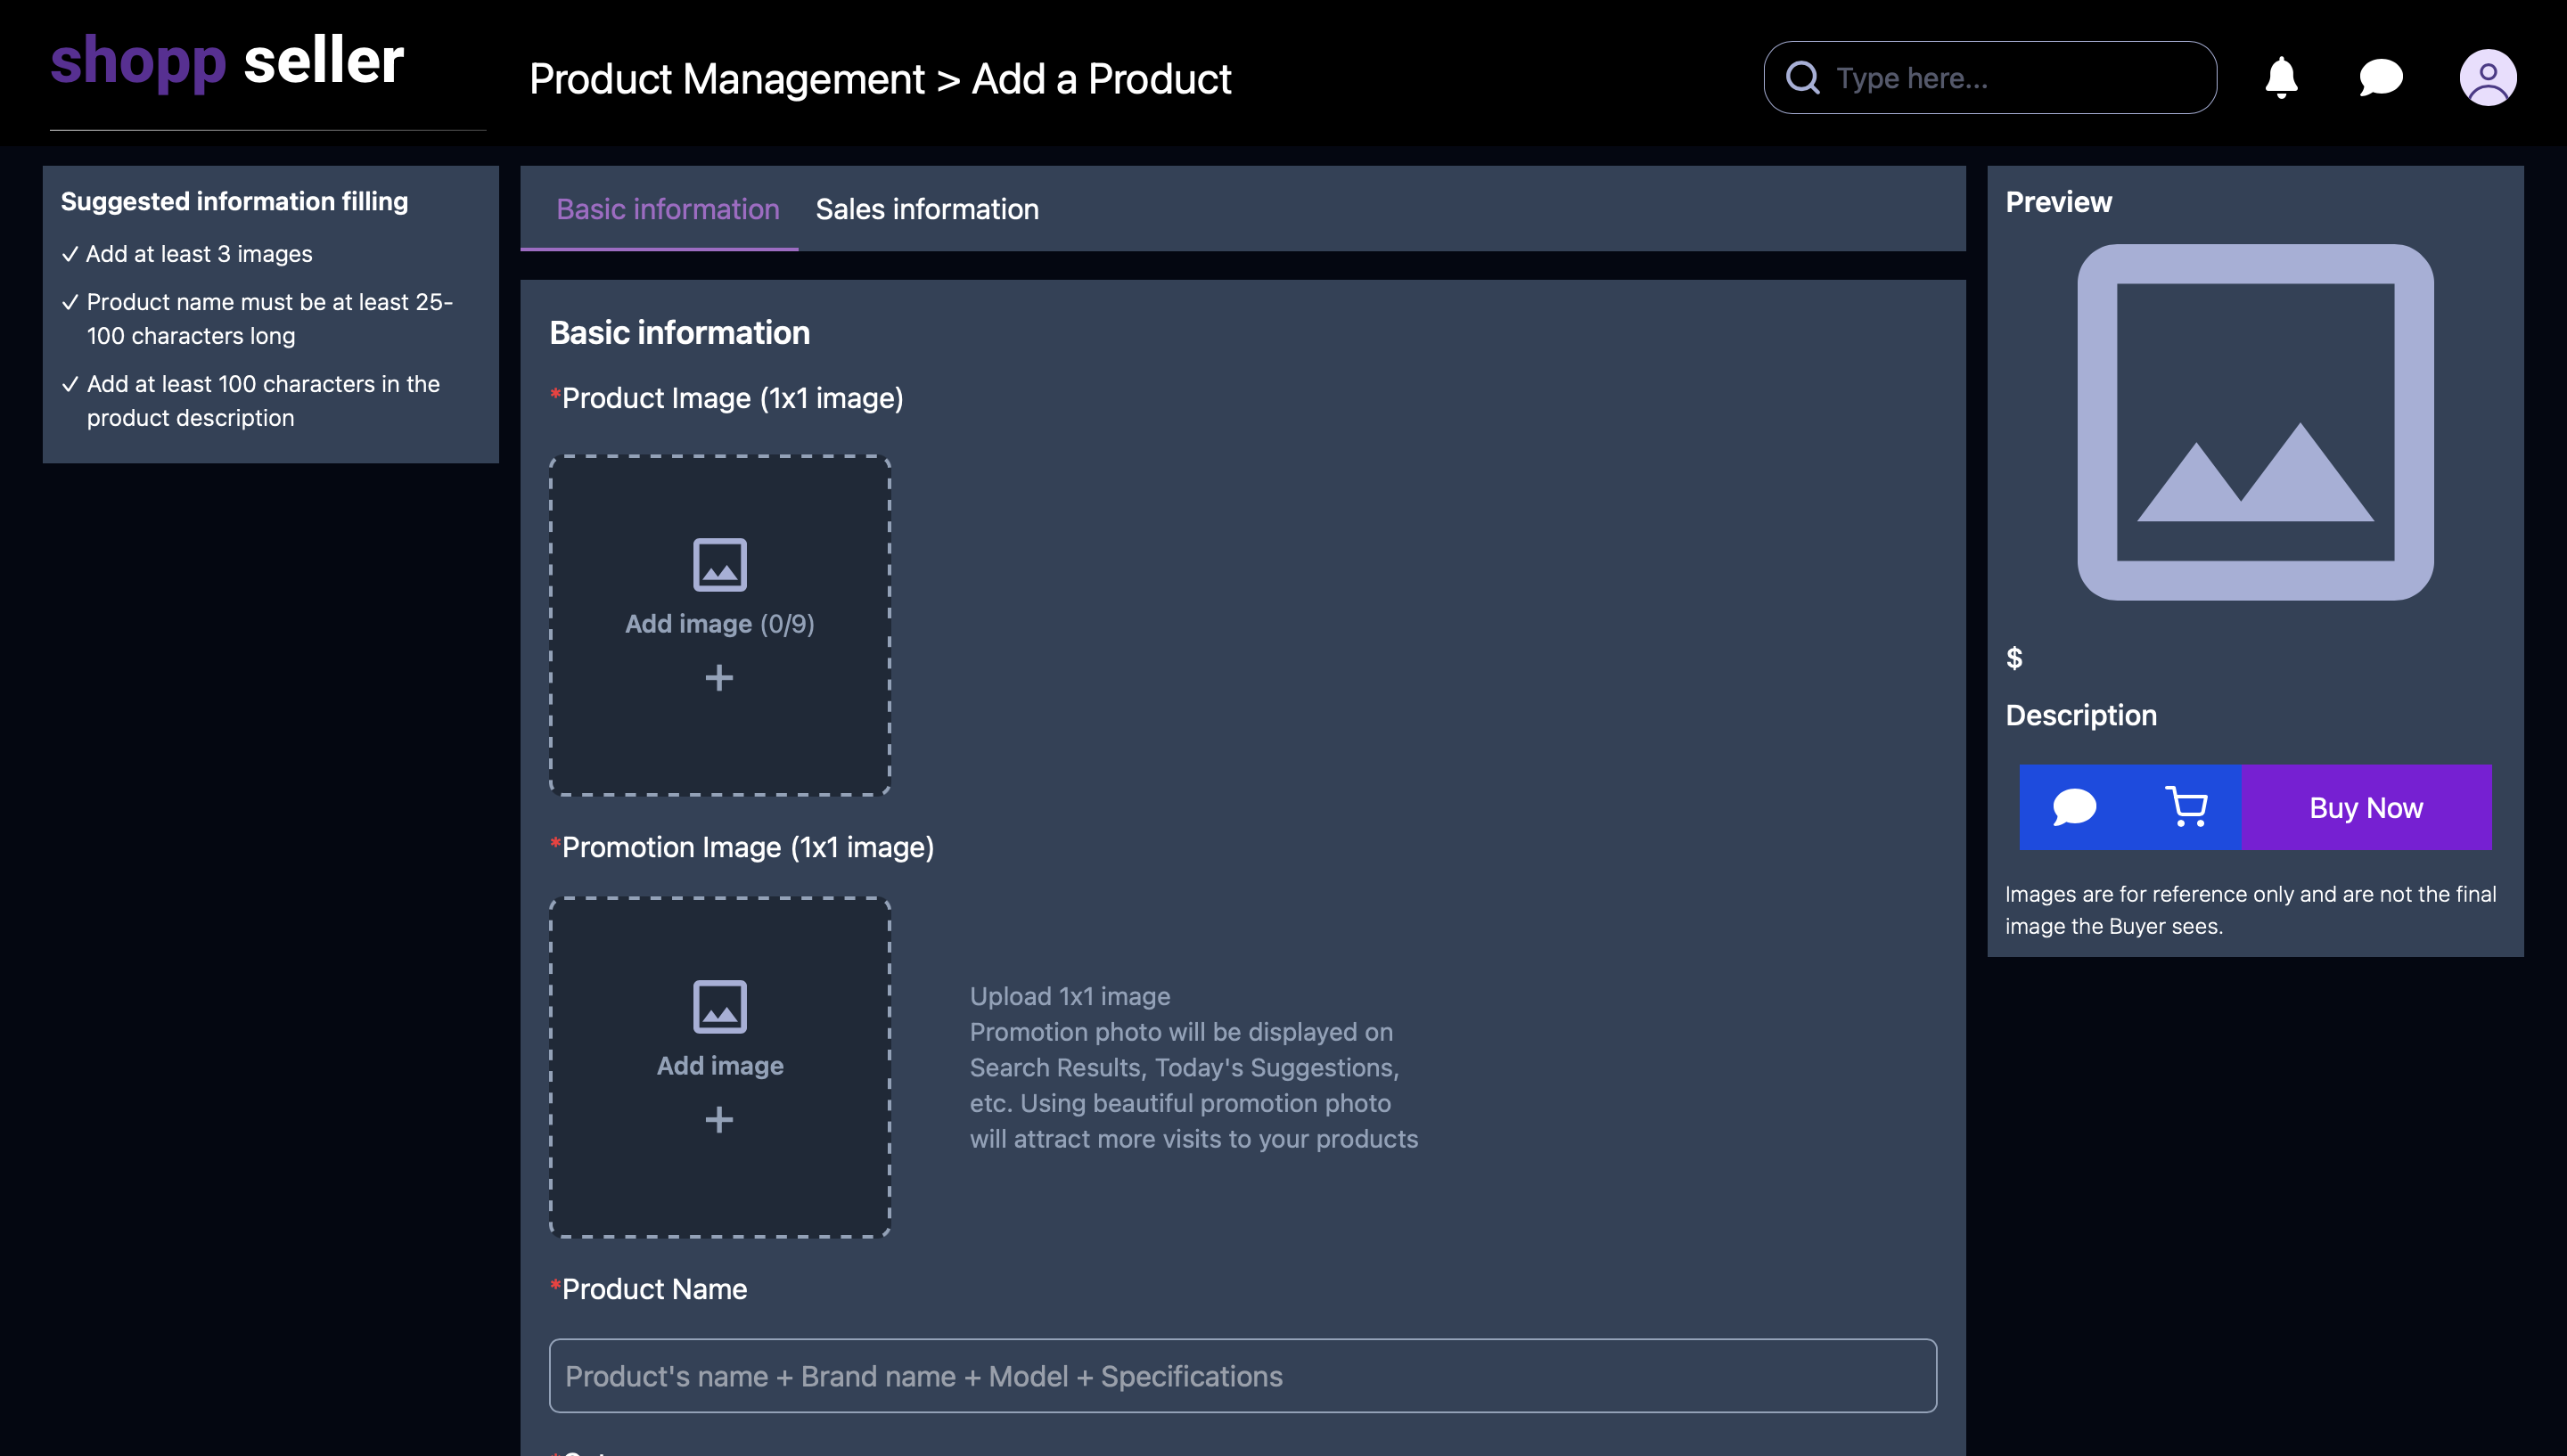 shopp seller
Product Management > Add a Product
Type here...
Suggested information filling
Add at least 3 images
Product name must be at least 25-
100 characters long
Add at least 100 characters in the
product description
Basic information
Sales information
Basic information
*Product Image (1x1 image)
Add image (0/9)
*Promotion Image (1x1 image)
Add image
Upload 1x1 image
Promotion photo will be displayed on
Search Results, Today's Suggestions,
etc. Using beautiful promotion photo
will attract more visits to your products
*Product Name
Product's name + Brand name + Model + Specifications
Preview
$
Description
Buy Now
Images are for reference only and are not the final
image the Buyer sees.